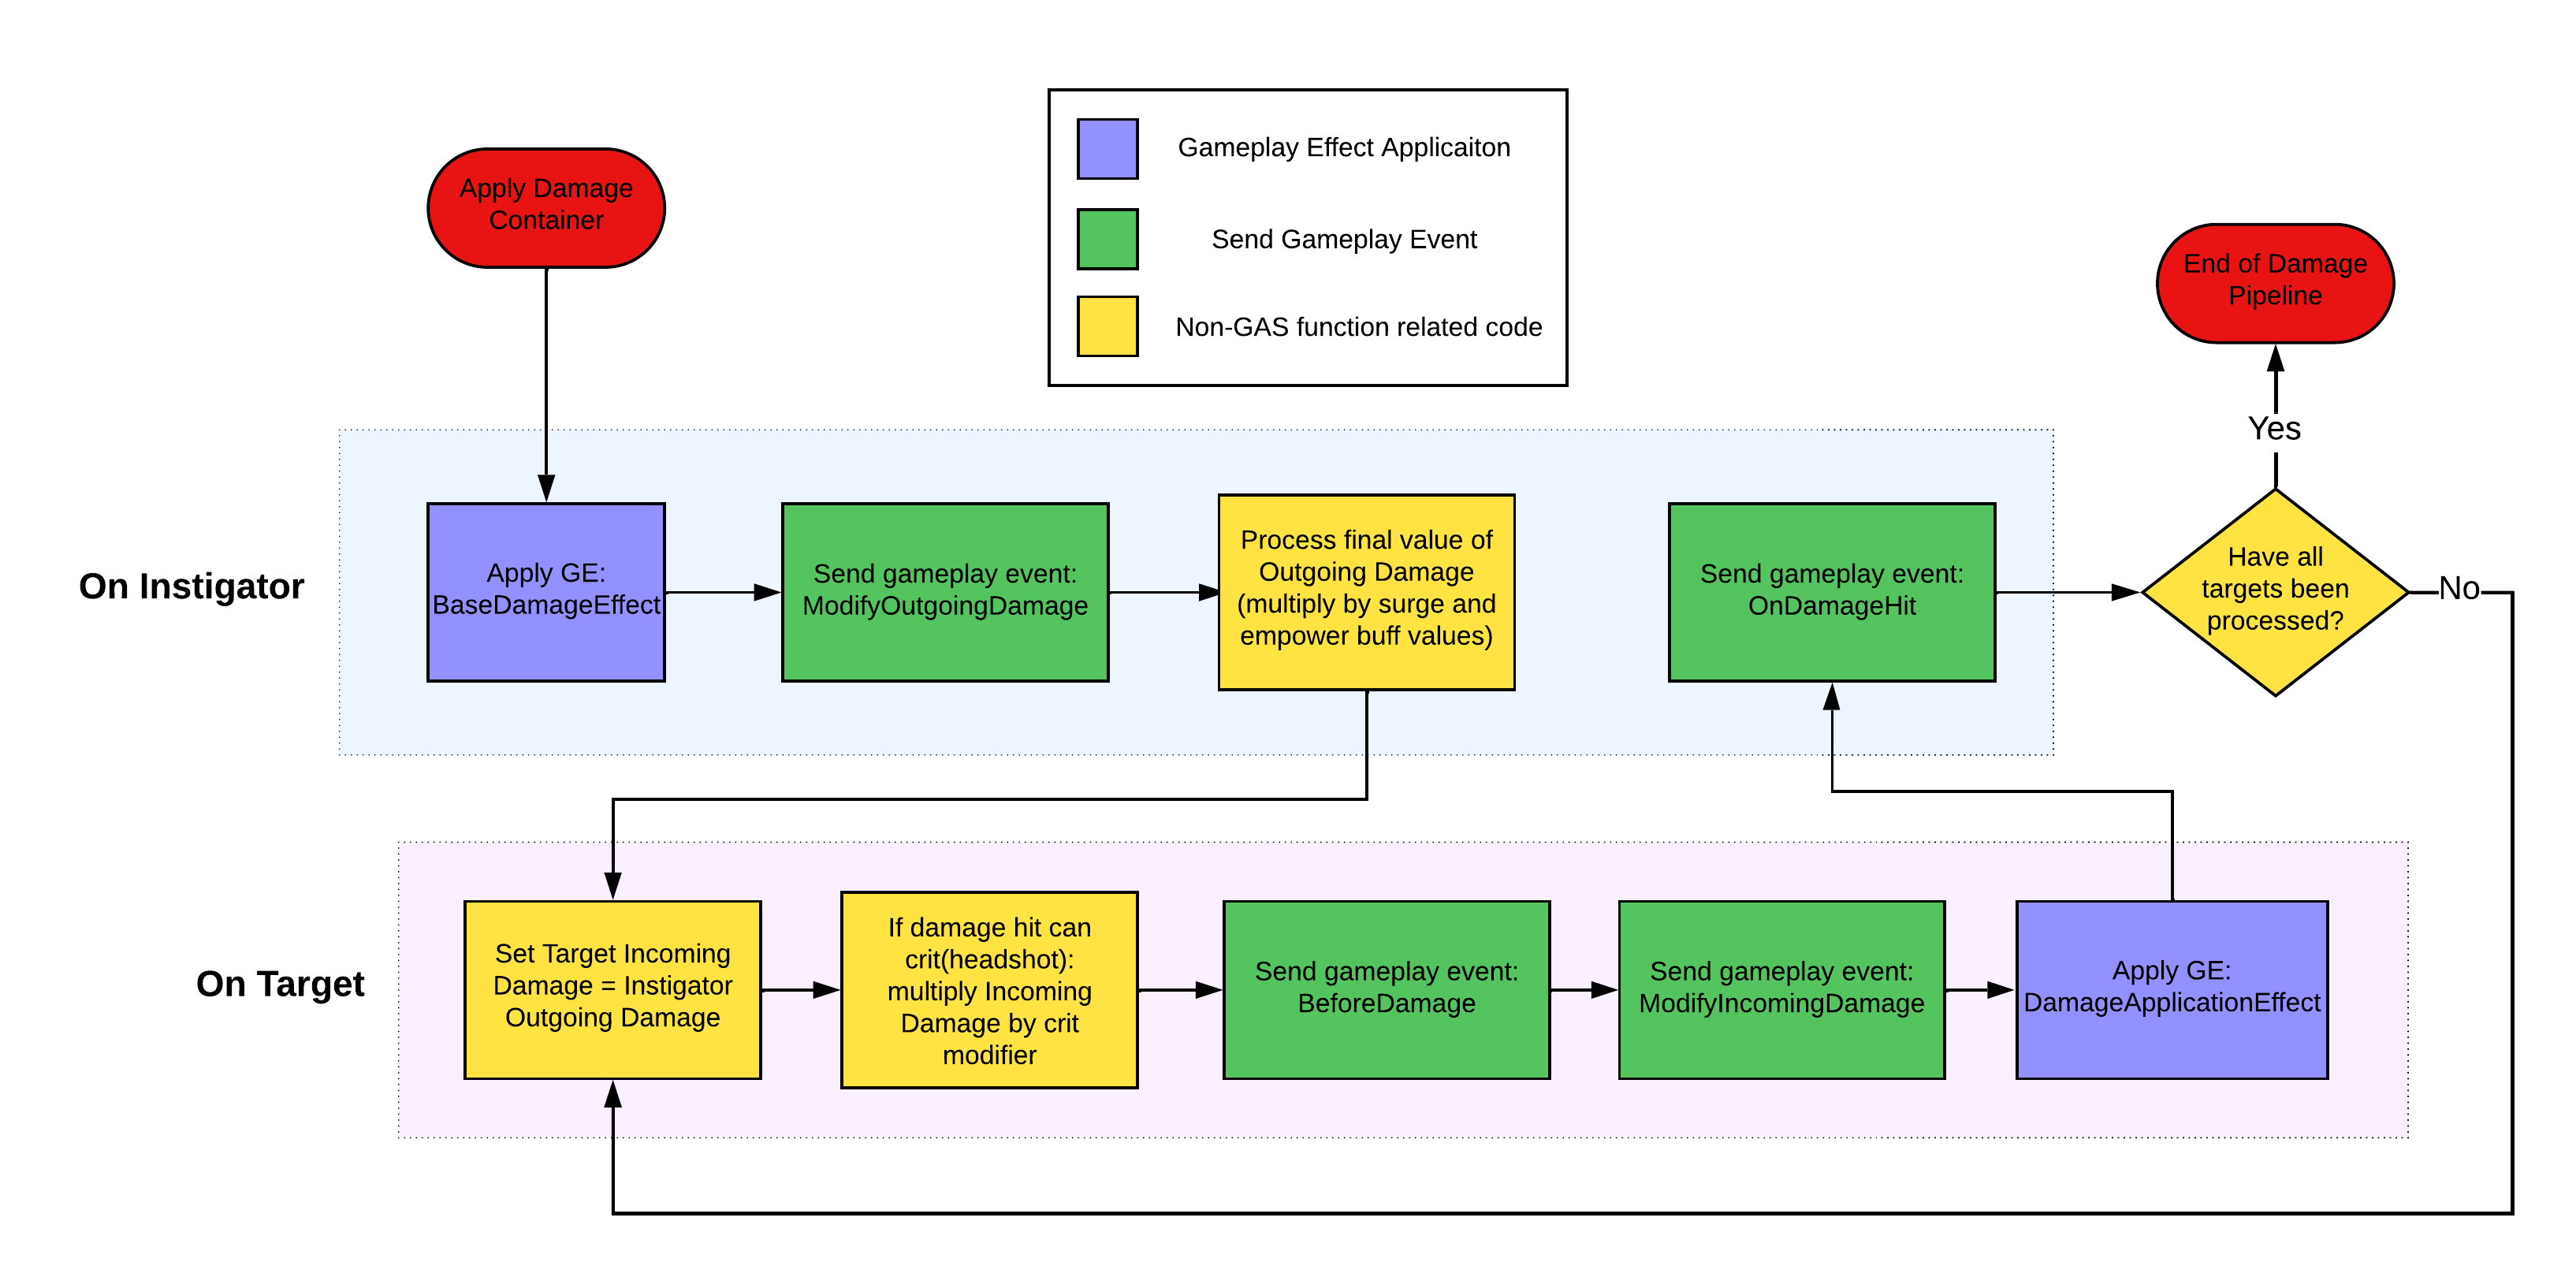 Apply Damage
Container
Gameplay Effect Applicaiton
Send Gameplay Event
Non-GAS function related code
End of Damage
Pipeline
Yes
On Instigator
Apply GE:
BaseDamageEffect
Send gameplay event:
ModifyOutgoingDamage
Process final value of
Outgoing Damage
(multiply by surge and
empower buff values)
Send gameplay event:
OnDamageHit
Have all
targets been
processed?
No
On Target
Set Target Incoming
Damage = Instigator
Outgoing Damage
If damage hit can
crit(headshot):
multiply Incoming
Damage by crit
modifier
Send gameplay event:
BeforeDamage
Send gameplay event:
ModifyIncomingDamage
Apply GE:
DamageApplicationEffect